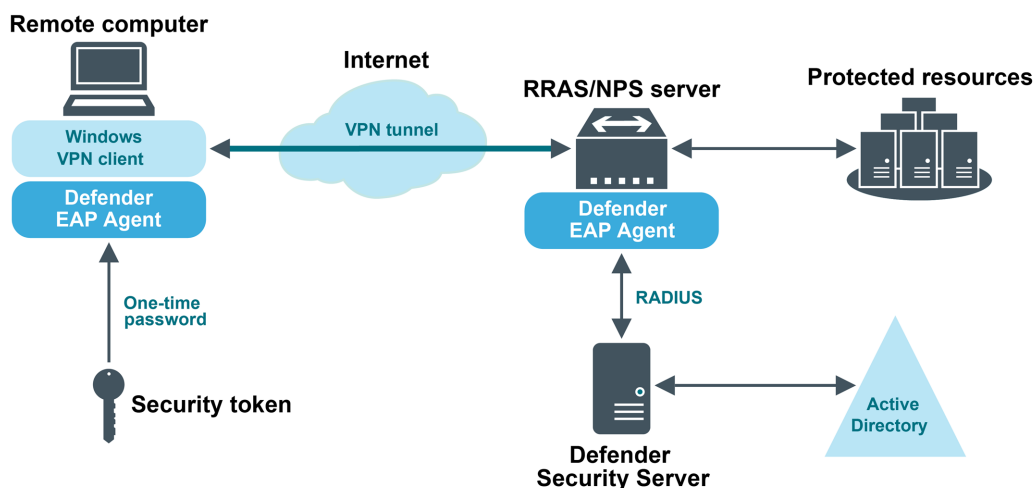 Remote computer
Windows
VPN client
Defender
EAP Agent
One-time
password
Security token
Internet
VPN tunnel
RRAS/NPS server
Defender
EAP Agent
RADIUS
Defender
Security Server
Protected resources
Active
Directory